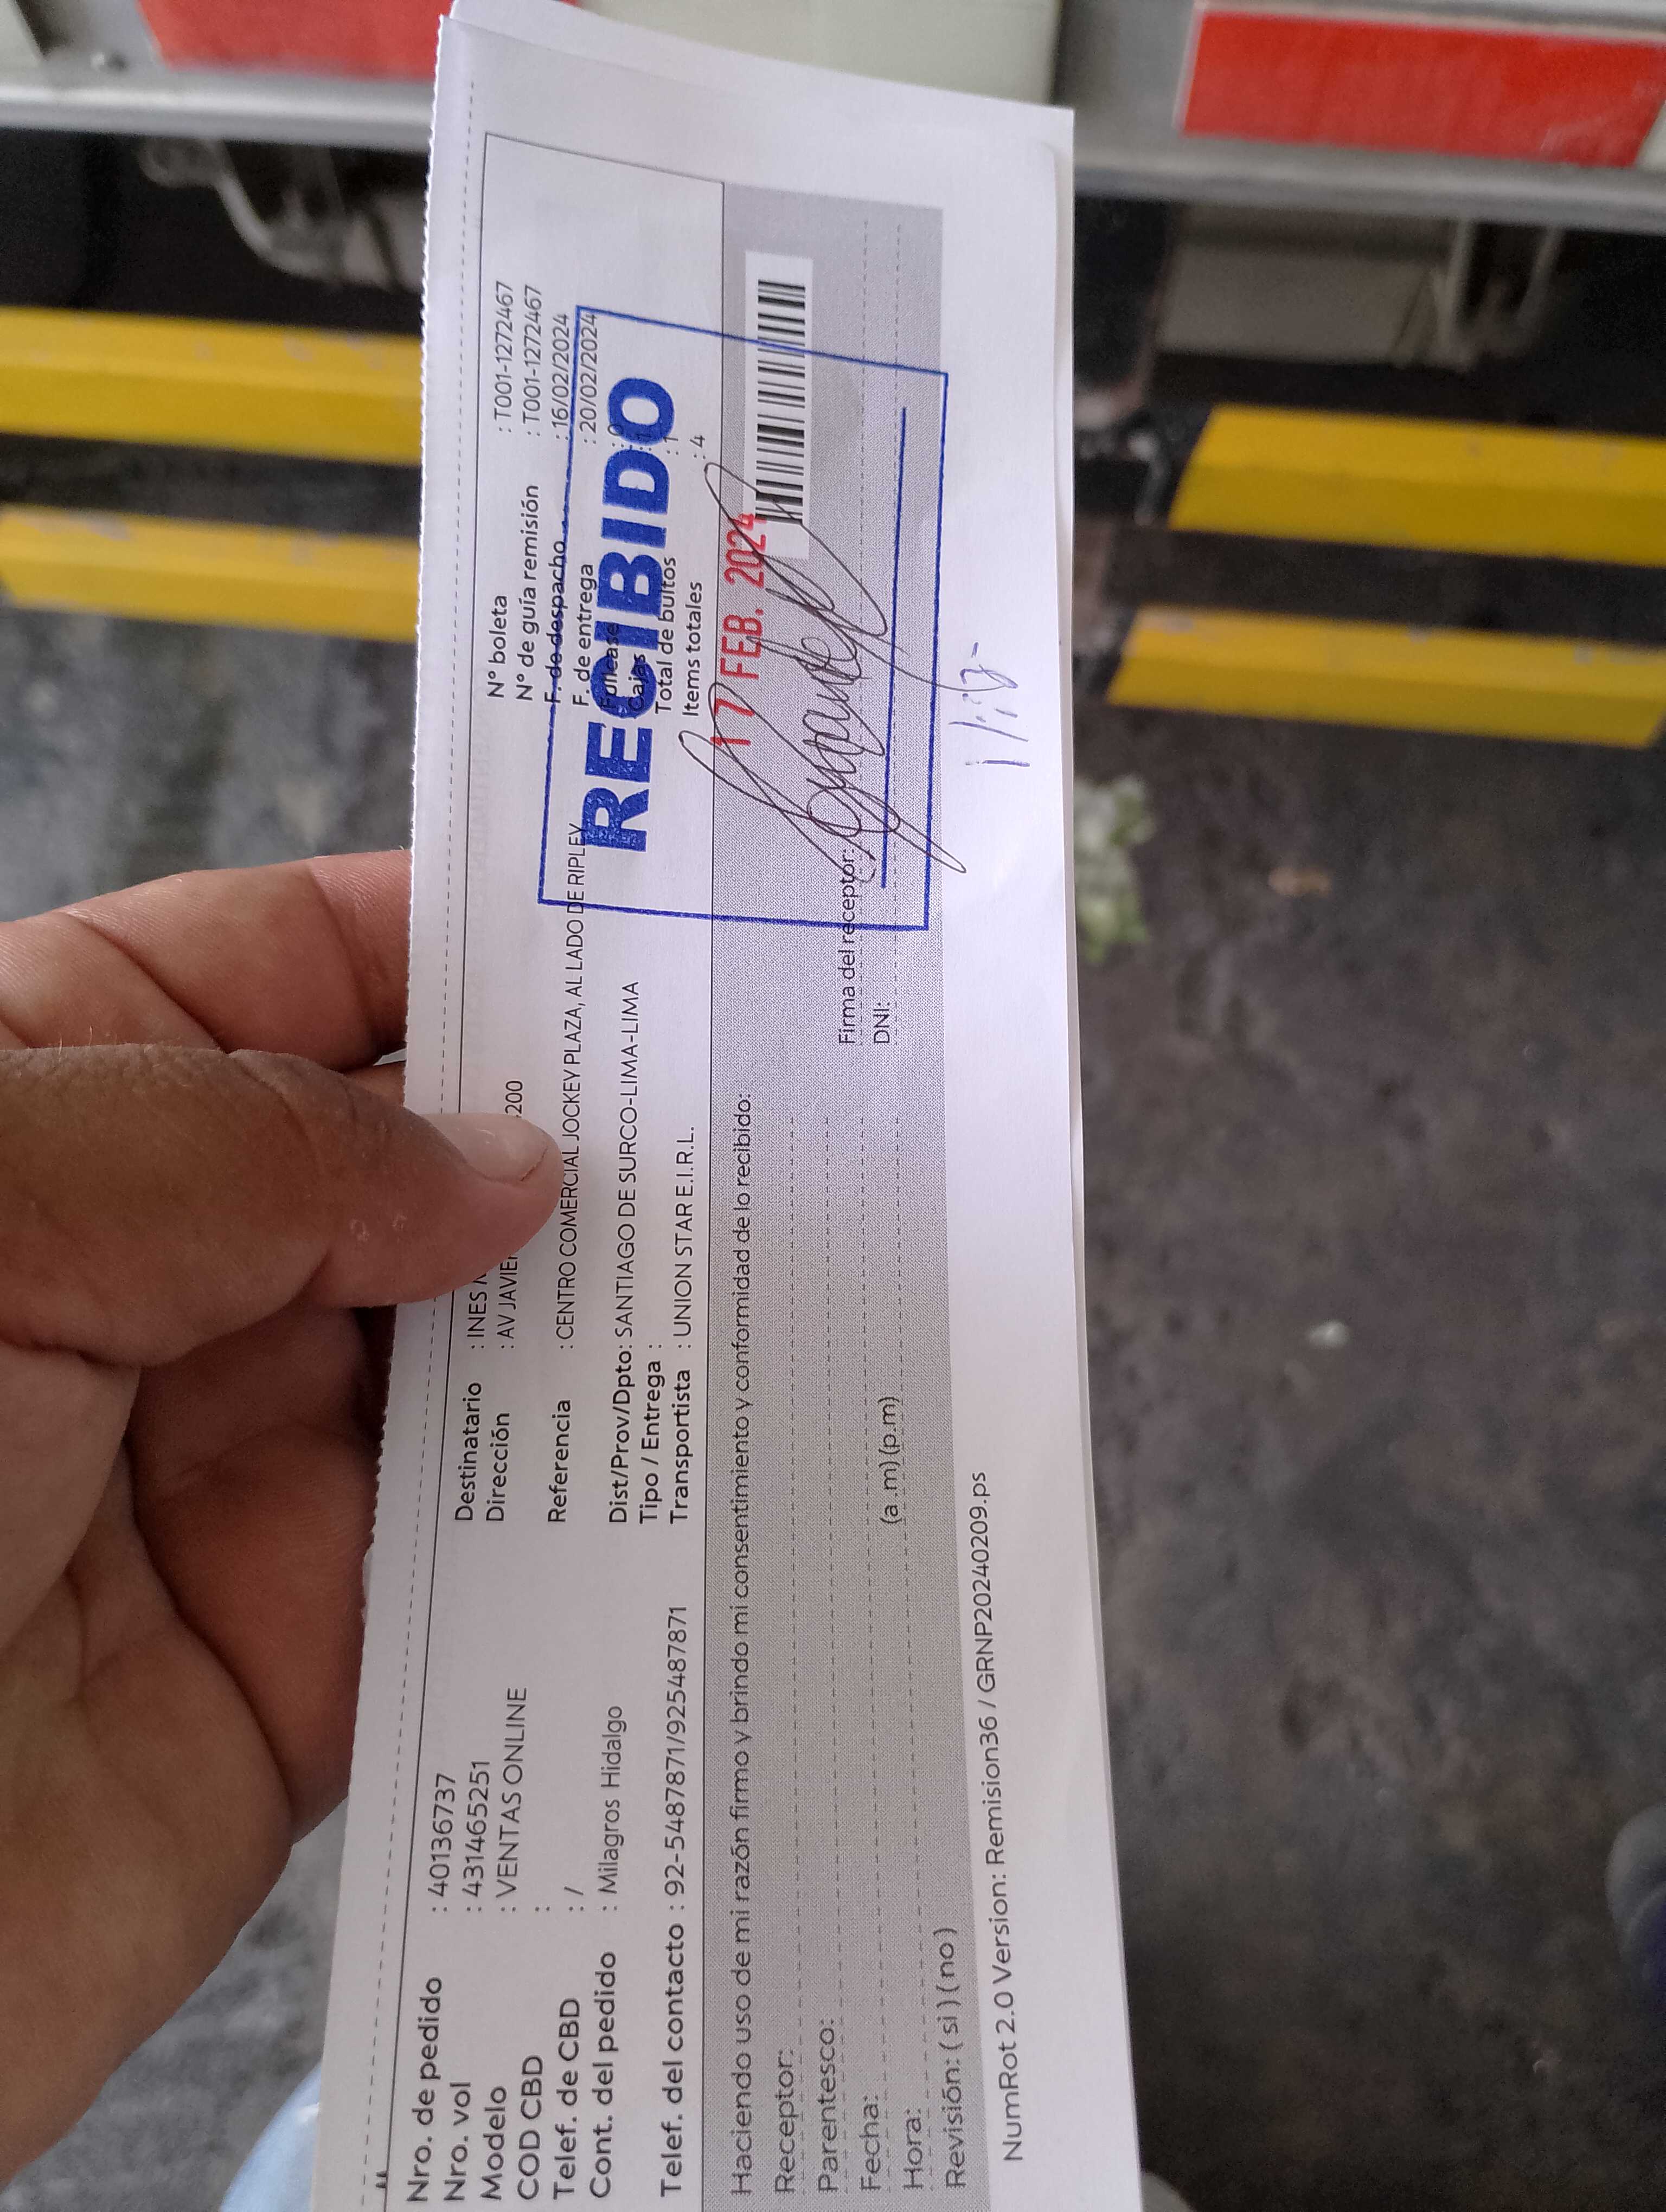 Nro. de pedido : 40136737
Nro. vol : 431465251
Modelo : VENTAS ONLINE
COD CBD :
Telef. de CBD : /
Cont. del pedido : Milagros Hidalgo
Telef. del contacto : 92-5487871/925487871
Destinatario : INES
Dirección : AV JAVIER 200
Referencia : CENTRO COMERCIAL JOCKEY PLAZA, AL LADO DE RIPLEY
Dist/Prov/Dpto: SANTIAGO DE SURCO-LIMA-LIMA
Tipo / Entrega :
Transportista : UNION STAR E.I.R.L.
N° boleta : T001-1272467
N° de guía remisión : T001-1272467
F. de despacho : 16/02/2024
F. de entrega : 20/02/2024
Fullcase
Cajas
Total de bultos : 1
Items totales : 4
RECIBIDO
17 FEB. 2024
Haciendo uso de mi razón firmo y brindo mi consentimiento y conformidad de lo recibido:
Receptor:
Parentesco:
Fecha:
Hora: (a .m) (p.m)
Revisión: ( si ) ( no )
Firma del receptor:
DNI:
NumRot 2.0 Version: Remision36 / GRNP20240209.ps